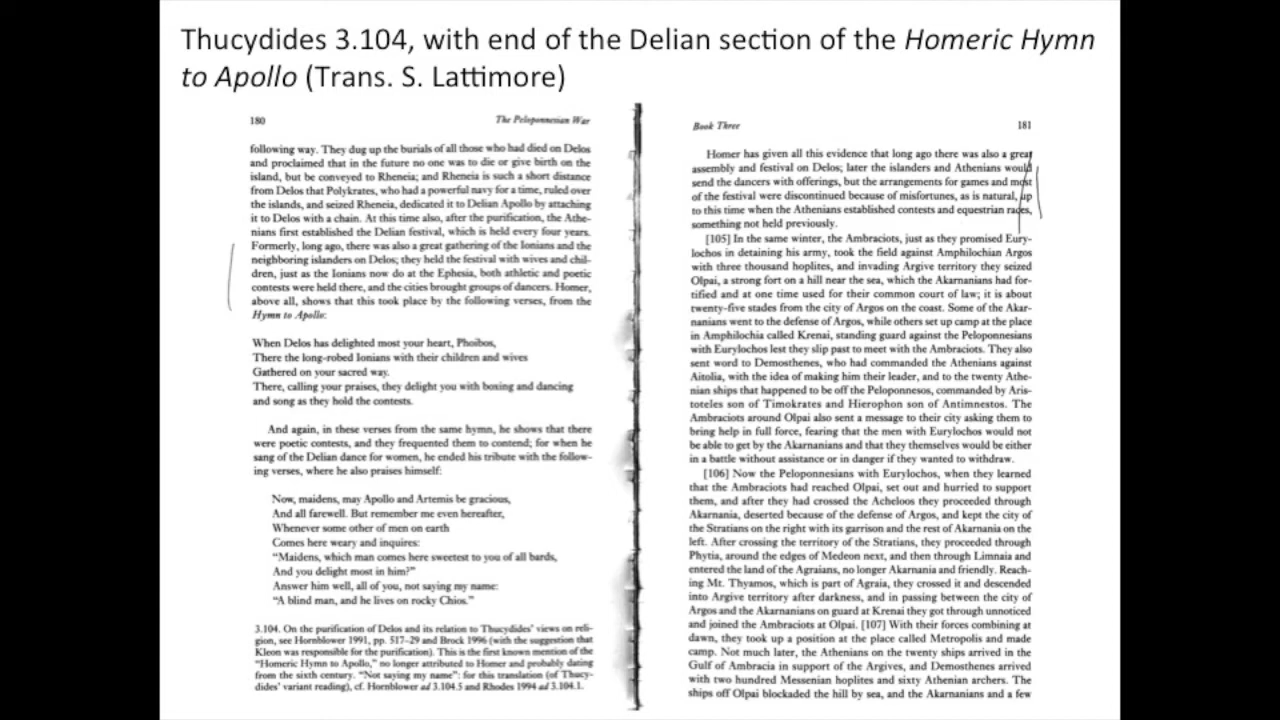 Thucydides 3.104, with end of the Delian section of the Homeric Hymn
to Apollo (Trans. S. Lattimore)
180
The Peloponnesian War
following way. They dug up the burials of all those who had died on Delos
and proclaimed that in the future no one was to die or give birth on the
island, but be conveyed to Rheneia; and Rheneia is such a short distance
from Delos that Polykrates, who had a powerful navy for a time, ruled over
the islands, and seized Rheneia, dedicated it to Delian Apollo by attaching
it to Delos with a chain. At this time also, after the purification, the Athe-
nians first established the Delian festival, which is held every four years.
Formerly, long ago, there was also a great gathering of the Ionians and the
neighboring islanders on Delos; they held the festival with wives and chil-
dren, just as the Ionians now do at the Ephesia, both athletic and poetic
contests were held there, and the cities brought groups of dancers. Homer,
above all, shows that this took place by the following verses, from the
Hymn to Apollo:
When Delos has delighted most your heart, Phoibos,
There the long-robed Ionians with their children and wives
Gathered on your sacred way.
There, calling your praises, they delight you with boxing and dancing
and song as they hold the contests.
And again, in these verses from the same hymn, he shows that there
were poetic contests, and they frequented them to contend; for when he
sang of the Delian dance for women, he ended his tribute with the follow-
ing verses, where he also praises himself:
Now, maidens, may Apollo and Artemis be gracious,
And all farewell. But remember me even hereafter,
Whenever some other of men on earth
Comes here weary and inquires:
"Maidens, which man comes here sweetest to you of all bards,
And you delight most in him?"
Answer him well, all of you, not saying my name:
"A blind man, and he lives on rocky Chios."
3.104. On the purification of Delos and its relation to Thucydides' views on reli-
gion, see Hornblower 1991, pp. 517–29 and Brock 1996 (with the suggestion that
Kleon was responsible for the purification). This is the first known mention of the
"Homeric Hymn to Apollo," no longer attributed to Homer and probably dating
from the sixth century. "Not saying my name": for this translation (of Thucy-
dides' variant reading), cf. Hornblower ad 3.104.5 and Rhodes 1994 ad 3.104.1.
Book Three
181
Homer has given all this evidence that long ago there was also a great
assembly and festival on Delos; later the islanders and Athenians would
send the dancers with offerings, but the arrangements for games and most
of the festival were discontinued because of misfortunes, as is natural, up
to this time when the Athenians established contests and equestrian races,
something not held previously.
[105] In the same winter, the Ambraciots, just as they promised Eury-
lochos in detaining his army, took the field against Amphilochian Argos
with three thousand hoplites, and invading Argive territory they seized
Olpai, a strong fort on a hill near the sea, which the Akarnanians had for-
tified and at one time used for their common court of law; it is about
twenty-five stades from the city of Argos on the coast. Some of the Akar-
nanians went to the defense of Argos, while others set up camp at the place
in Amphilochia called Krenai, standing guard against the Peloponnesians
with Eurylochos lest they slip past to meet with the Ambraciots. They also
sent word to Demosthenes, who had commanded the Athenians against
Aitolia, with the idea of making him their leader, and to the twenty Athe-
nian ships that happened to be off the Peloponnesos, commanded by Aris-
toteles son of Timokrates and Hierophon son of Antimnestos. The
Ambraciots around Olpai also sent a message to their city asking them to
bring help in full force, fearing that the men with Eurylochos would not
be able to get by the Akarnanians and that they themselves would be either
in a battle without assistance or in danger if they wanted to withdraw.
[106] Now the Peloponnesians with Eurylochos, when they learned
that the Ambraciots had reached Olpai, set out and hurried to support
them, and after they had crossed the Acheloos they proceeded through
Akarnania, deserted because of the defense of Argos, and kept the city of
the Stratians on the right with its garrison and the rest of Akarnania on the
left. After crossing the territory of the Stratians, they proceeded through
Phytia, around the edges of Medeon next, and then through Limnaia and
entered the land of the Agraians, no longer Akarnania and friendly. Reach-
ing Mt. Thyamos, which is part of Agraia, they crossed it and descended
into Argive territory after darkness, and in passing between the city of
Argos and the Akarnanians on guard at Krenai they got through unnoticed
and joined the Ambraciots at Olpai. [107] With their forces combining at
dawn, they took up a position at the place called Metropolis and made
camp. Not much later, the Athenians on the twenty ships arrived in the
Gulf of Ambracia in support of the Argives, and Demosthenes arrived
with two hundred Messenian hoplites and sixty Athenian archers. The
ships off Olpai blockaded the hill by sea, and the Akarnanians and a few